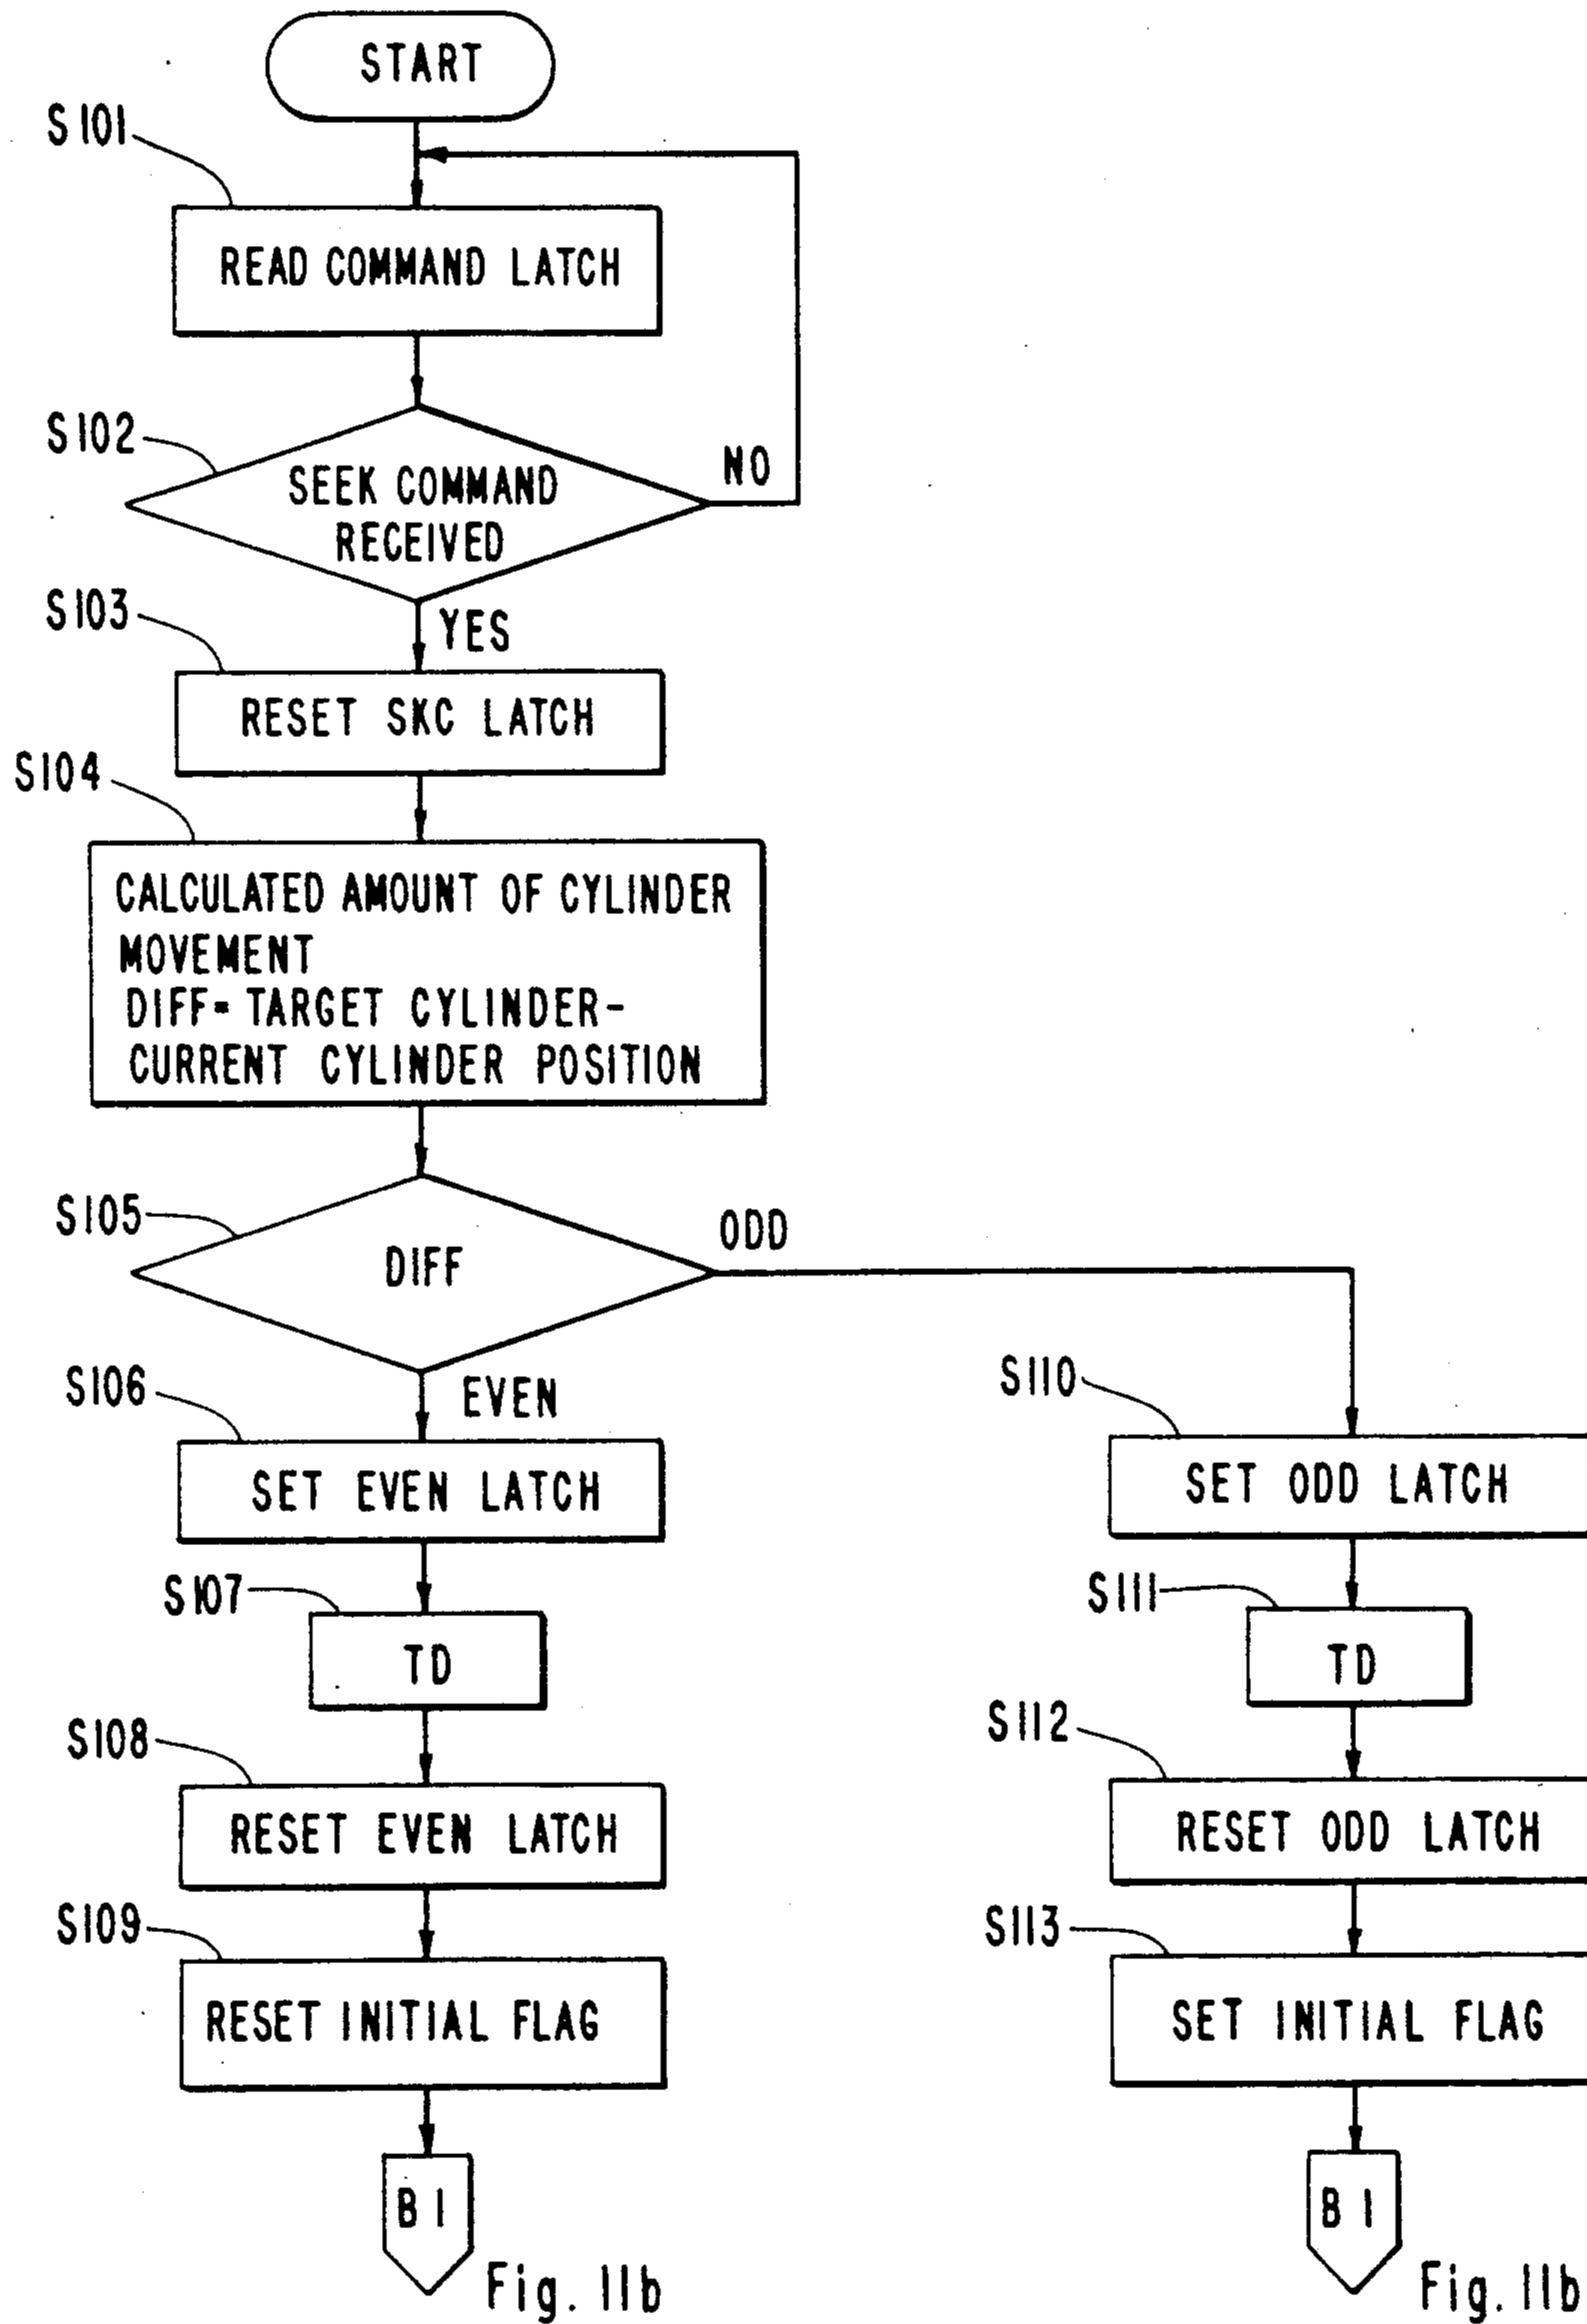 START
S101
READ COMMAND LATCH
S102
SEEK COMMAND
RECEIVED
NO
S103
YES
RESET SKC LATCH
S104
CALCULATED AMOUNT OF CYLINDER
MOVEMENT
DIFF= TARGET CYLINDER-
CURRENT CYLINDER POSITION
S105
DIFF
ODD
S106
EVEN
SET EVEN LATCH
S107
TD
S108
RESET EVEN LATCH
S109
RESET INITIAL FLAG
B1
Fig. 11b
S110
SET ODD LATCH
S111
TD
S112
RESET ODD LATCH
S113
SET INITIAL FLAG
B1
Fig. 11b